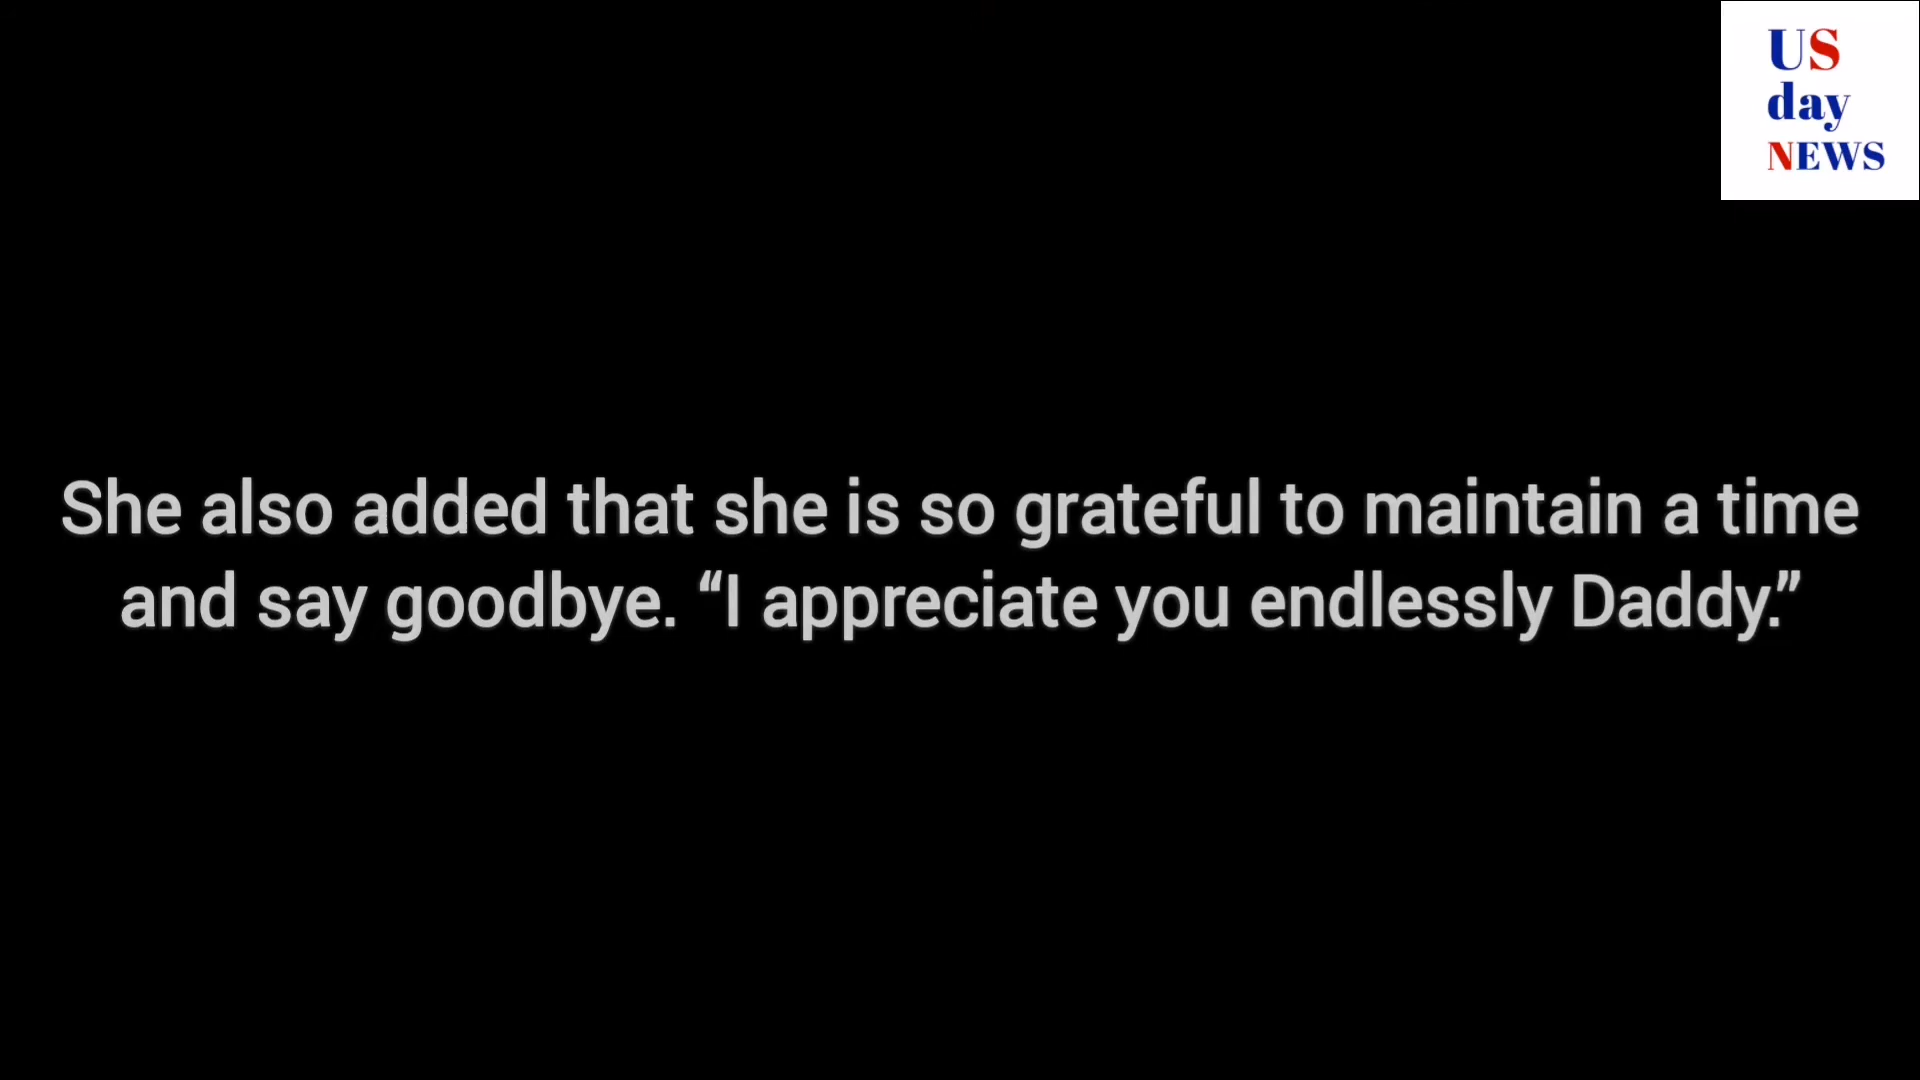 US
day
NEWS
She also added that she is so grateful to maintain a time
and say goodbye. “I appreciate you endlessly Daddy.”